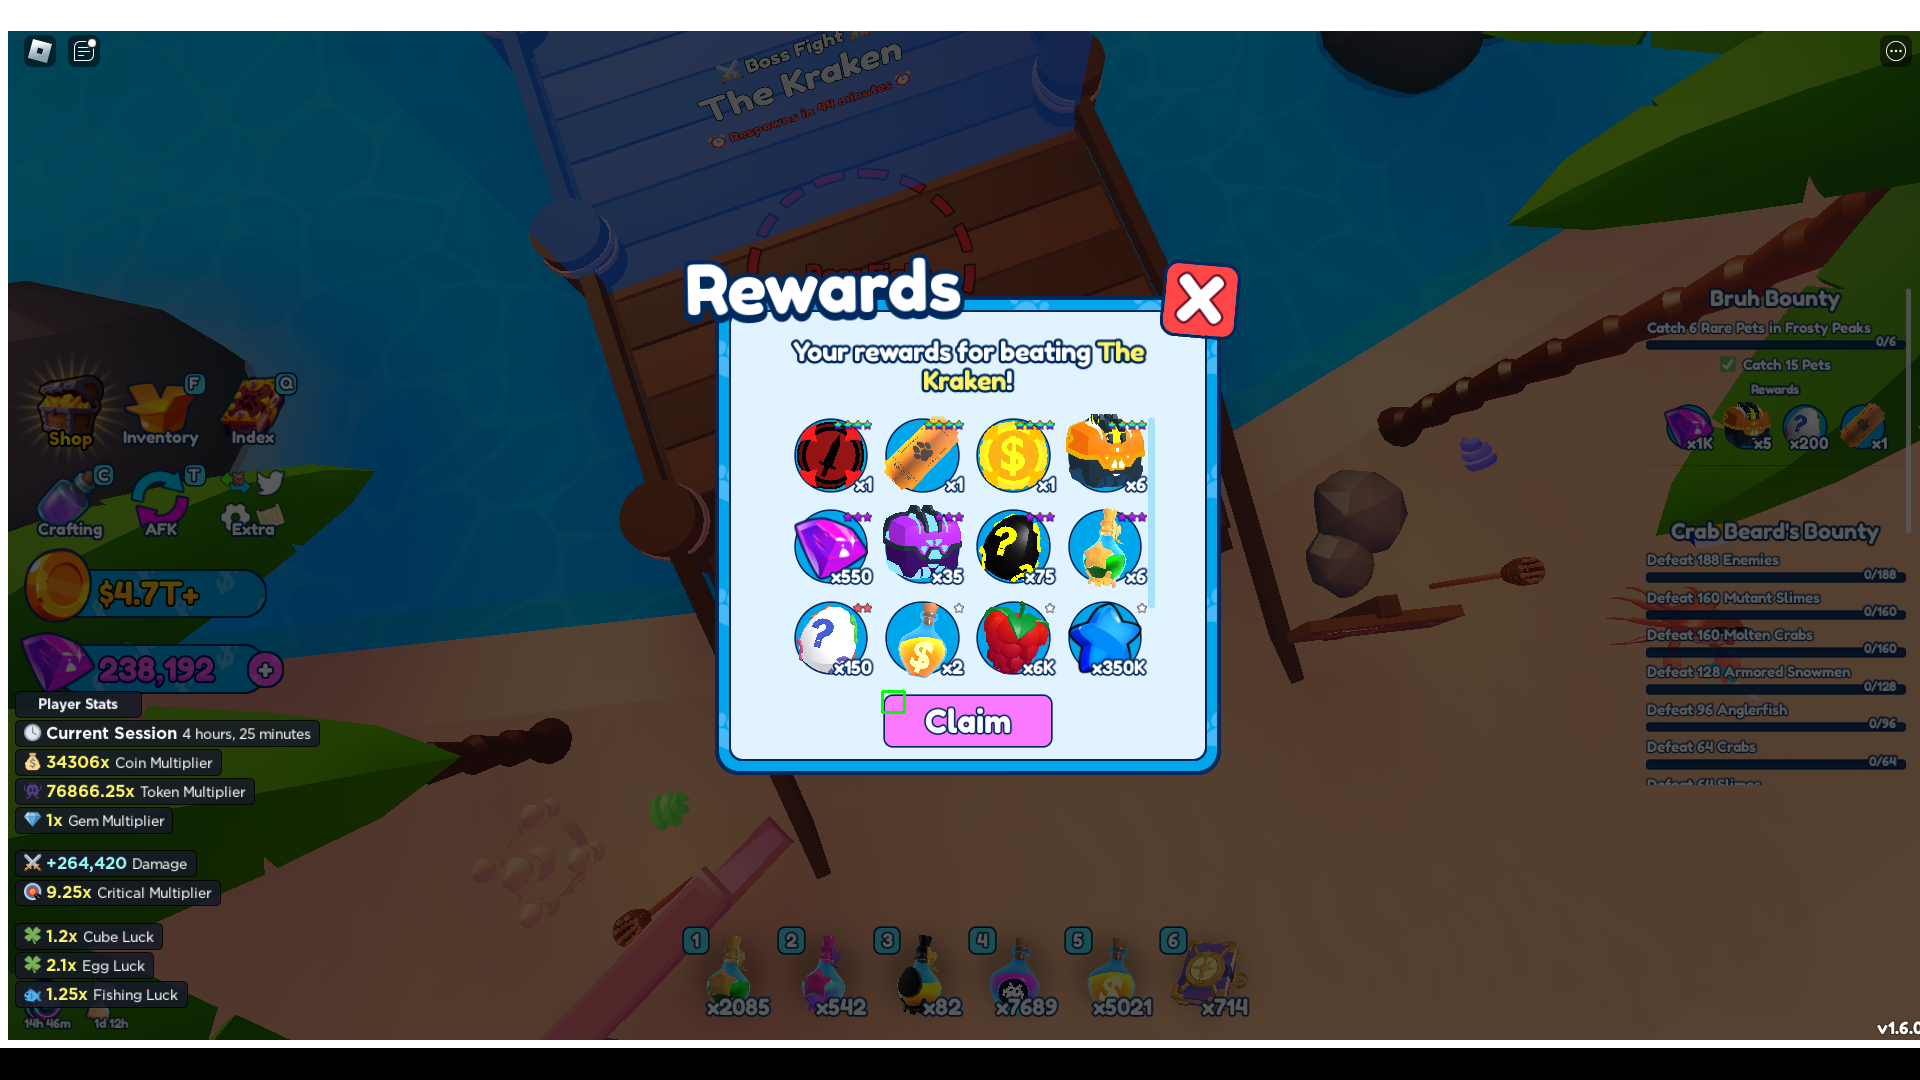 Boss Fight
The Kraken
Respawns in 44 minutes
Rewards
Your rewards for beating The
Kraken!
x1
x1
x1
x6
x550
x35
x75
x6
x150
x2
x6K
x350K
Claim
Shop
Inventory
F
Index
Q
Crafting
C
AFK
T
Extra
$4.7T+
238,192
Player Stats
Current Session 4 hours, 25 minutes
34306x Coin Multiplier
76866.25x Token Multiplier
1x Gem Multiplier
+264,420 Damage
9.25x Critical Multiplier
1.2x Cube Luck
2.1x Egg Luck
1.25x Fishing Luck
14h 46m
1d 12h
1
x2085
2
x542
3
x82
4
x7689
5
x5021
6
x714
Bruh Bounty
Catch 6 Rare Pets in Frosty Peaks
0/6
Catch 15 Pets
Rewards
x1K
x5
x200
x1
Crab Beard's Bounty
Defeat 188 Enemies
0/188
Defeat 160 Mutant Slimes
0/160
Defeat 160 Molten Crabs
0/160
Defeat 128 Armored Snowmen
0/128
Defeat 96 Anglerfish
0/96
Defeat 64 Crabs
0/64
Defeat 64 Slimes
v1.6.0